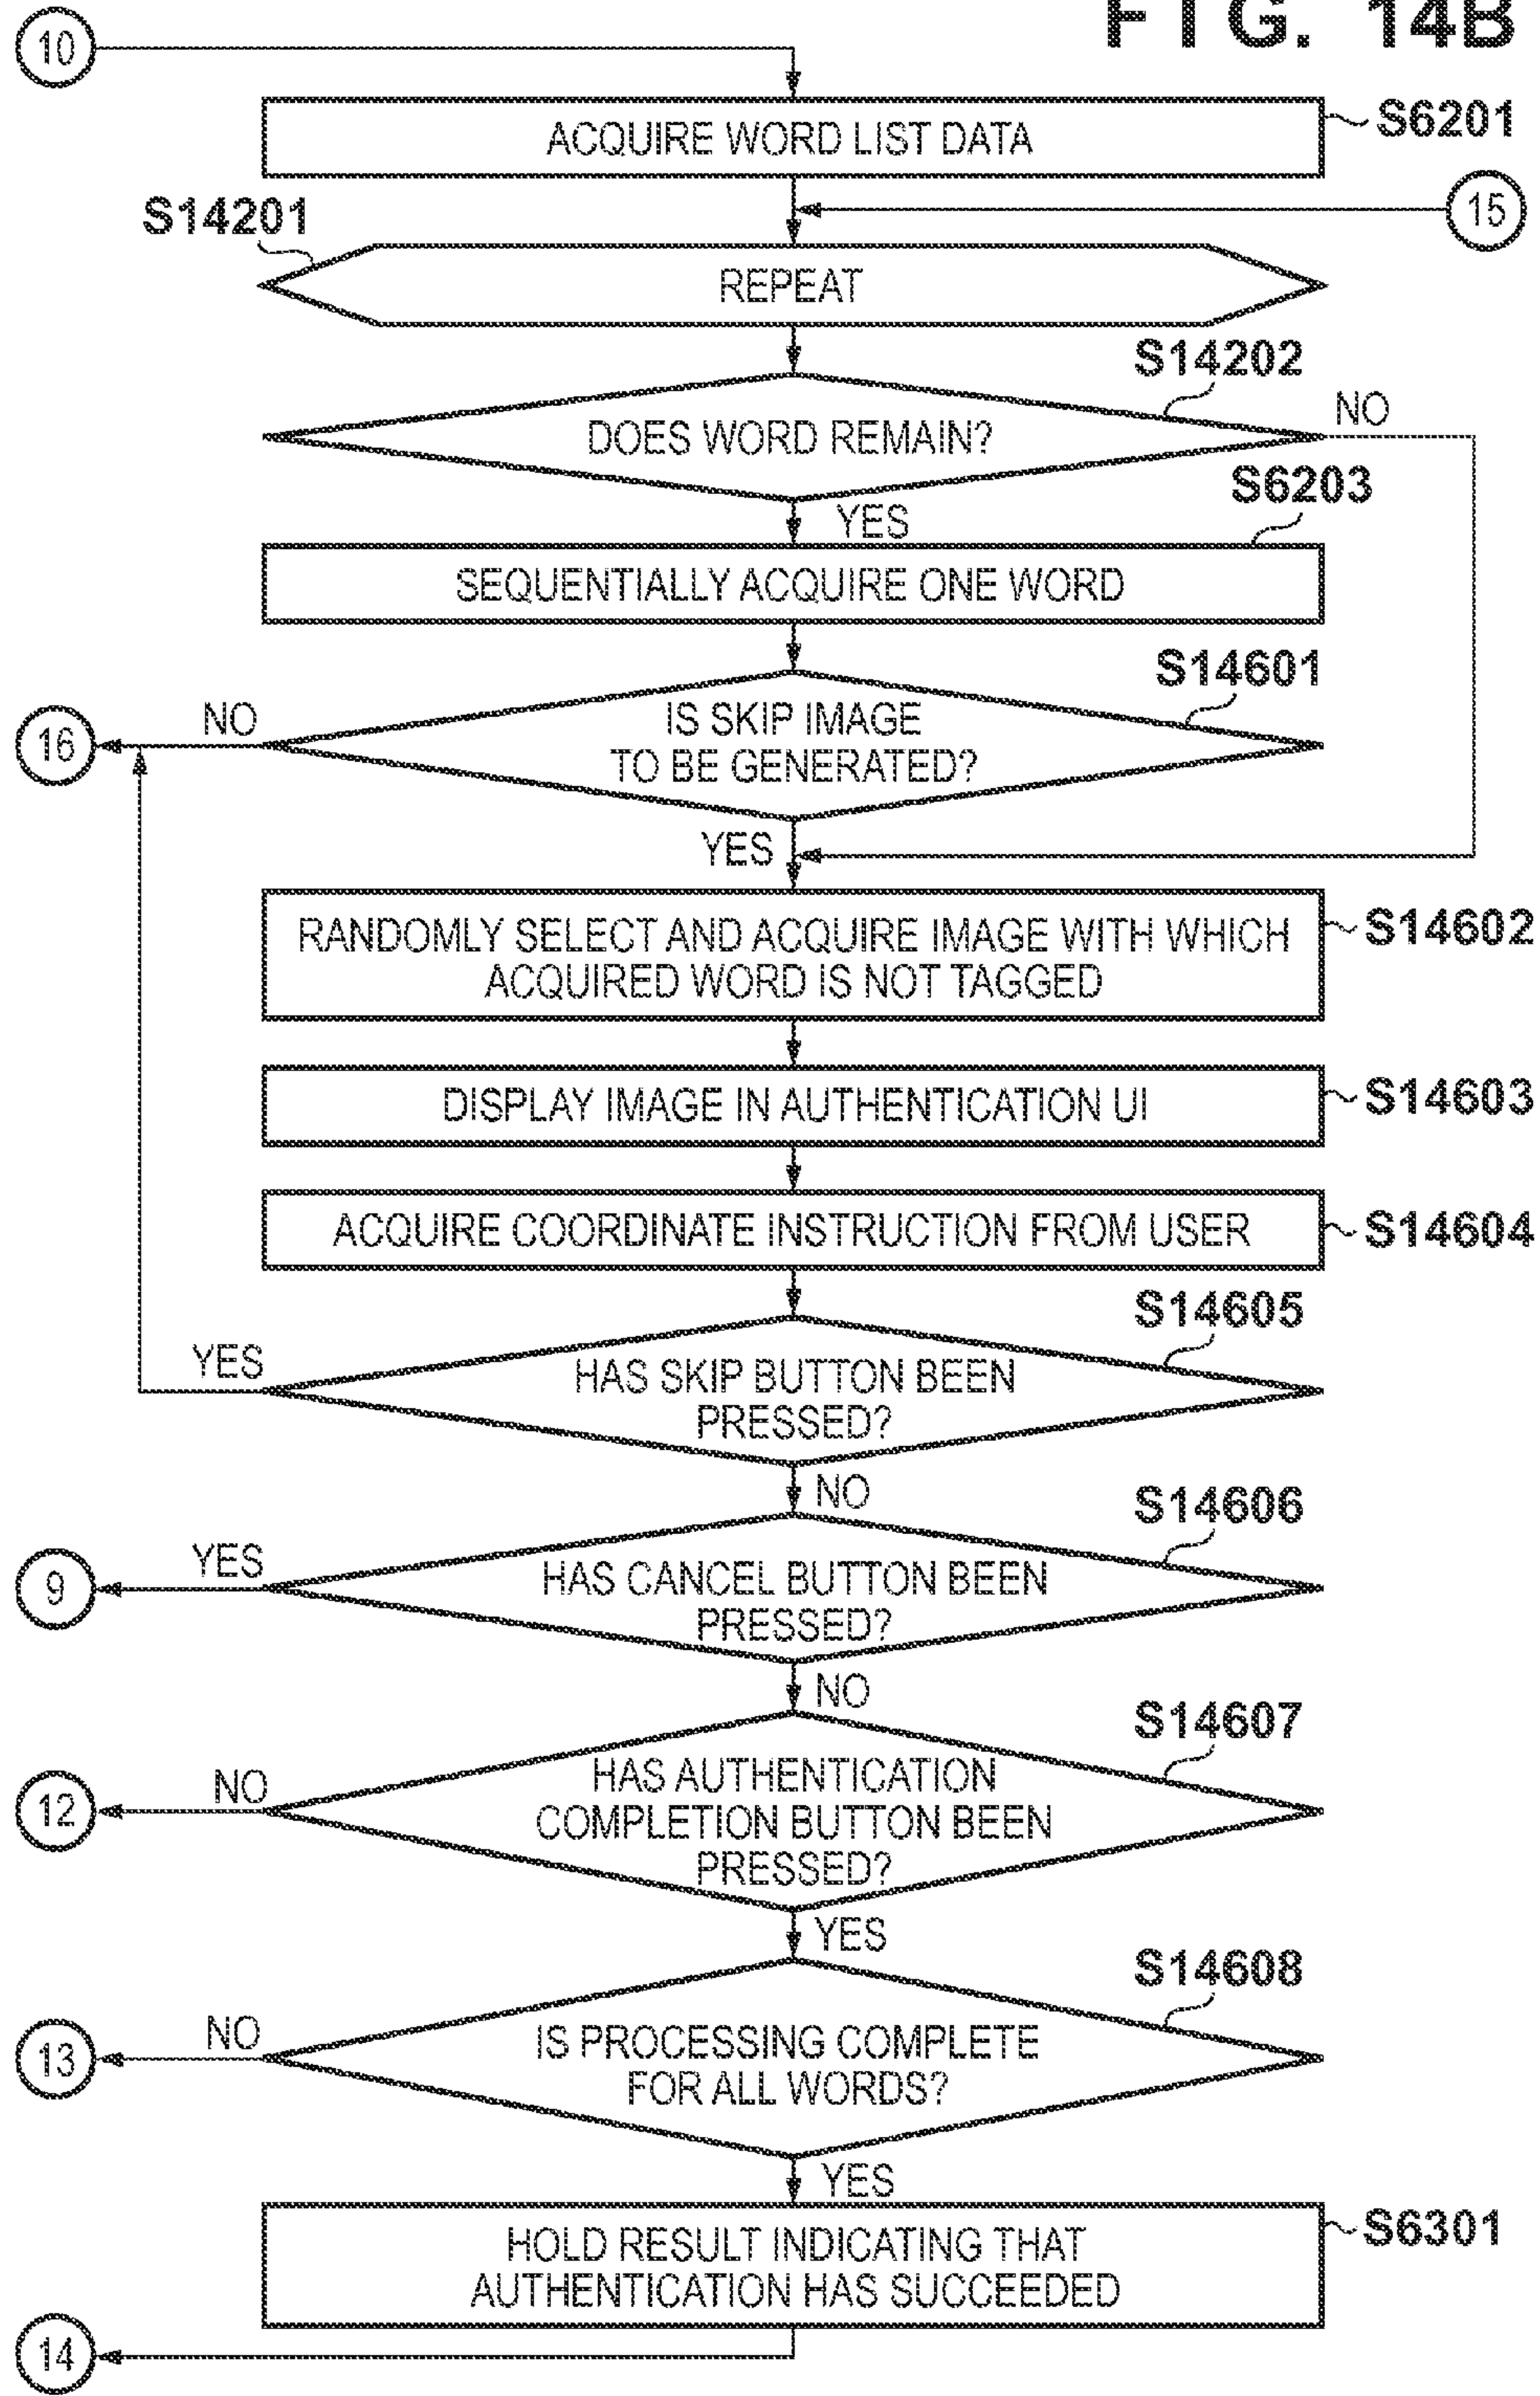 FIG. 14B
10
ACQUIRE WORD LIST DATA
S6201
15
S14201
REPEAT
S14202
DOES WORD REMAIN?
NO
YES
S6203
SEQUENTIALLY ACQUIRE ONE WORD
S14601
16
NO
IS SKIP IMAGE
TO BE GENERATED?
YES
RANDOMLY SELECT AND ACQUIRE IMAGE WITH WHICH
ACQUIRED WORD IS NOT TAGGED
S14602
DISPLAY IMAGE IN AUTHENTICATION UI
S14603
ACQUIRE COORDINATE INSTRUCTION FROM USER
S14604
S14605
YES
HAS SKIP BUTTON BEEN
PRESSED?
NO
S14606
9
YES
HAS CANCEL BUTTON BEEN
PRESSED?
NO
S14607
12
NO
HAS AUTHENTICATION
COMPLETION BUTTON BEEN
PRESSED?
YES
S14608
13
NO
IS PROCESSING COMPLETE
FOR ALL WORDS?
YES
HOLD RESULT INDICATING THAT
AUTHENTICATION HAS SUCCEEDED
S6301
14